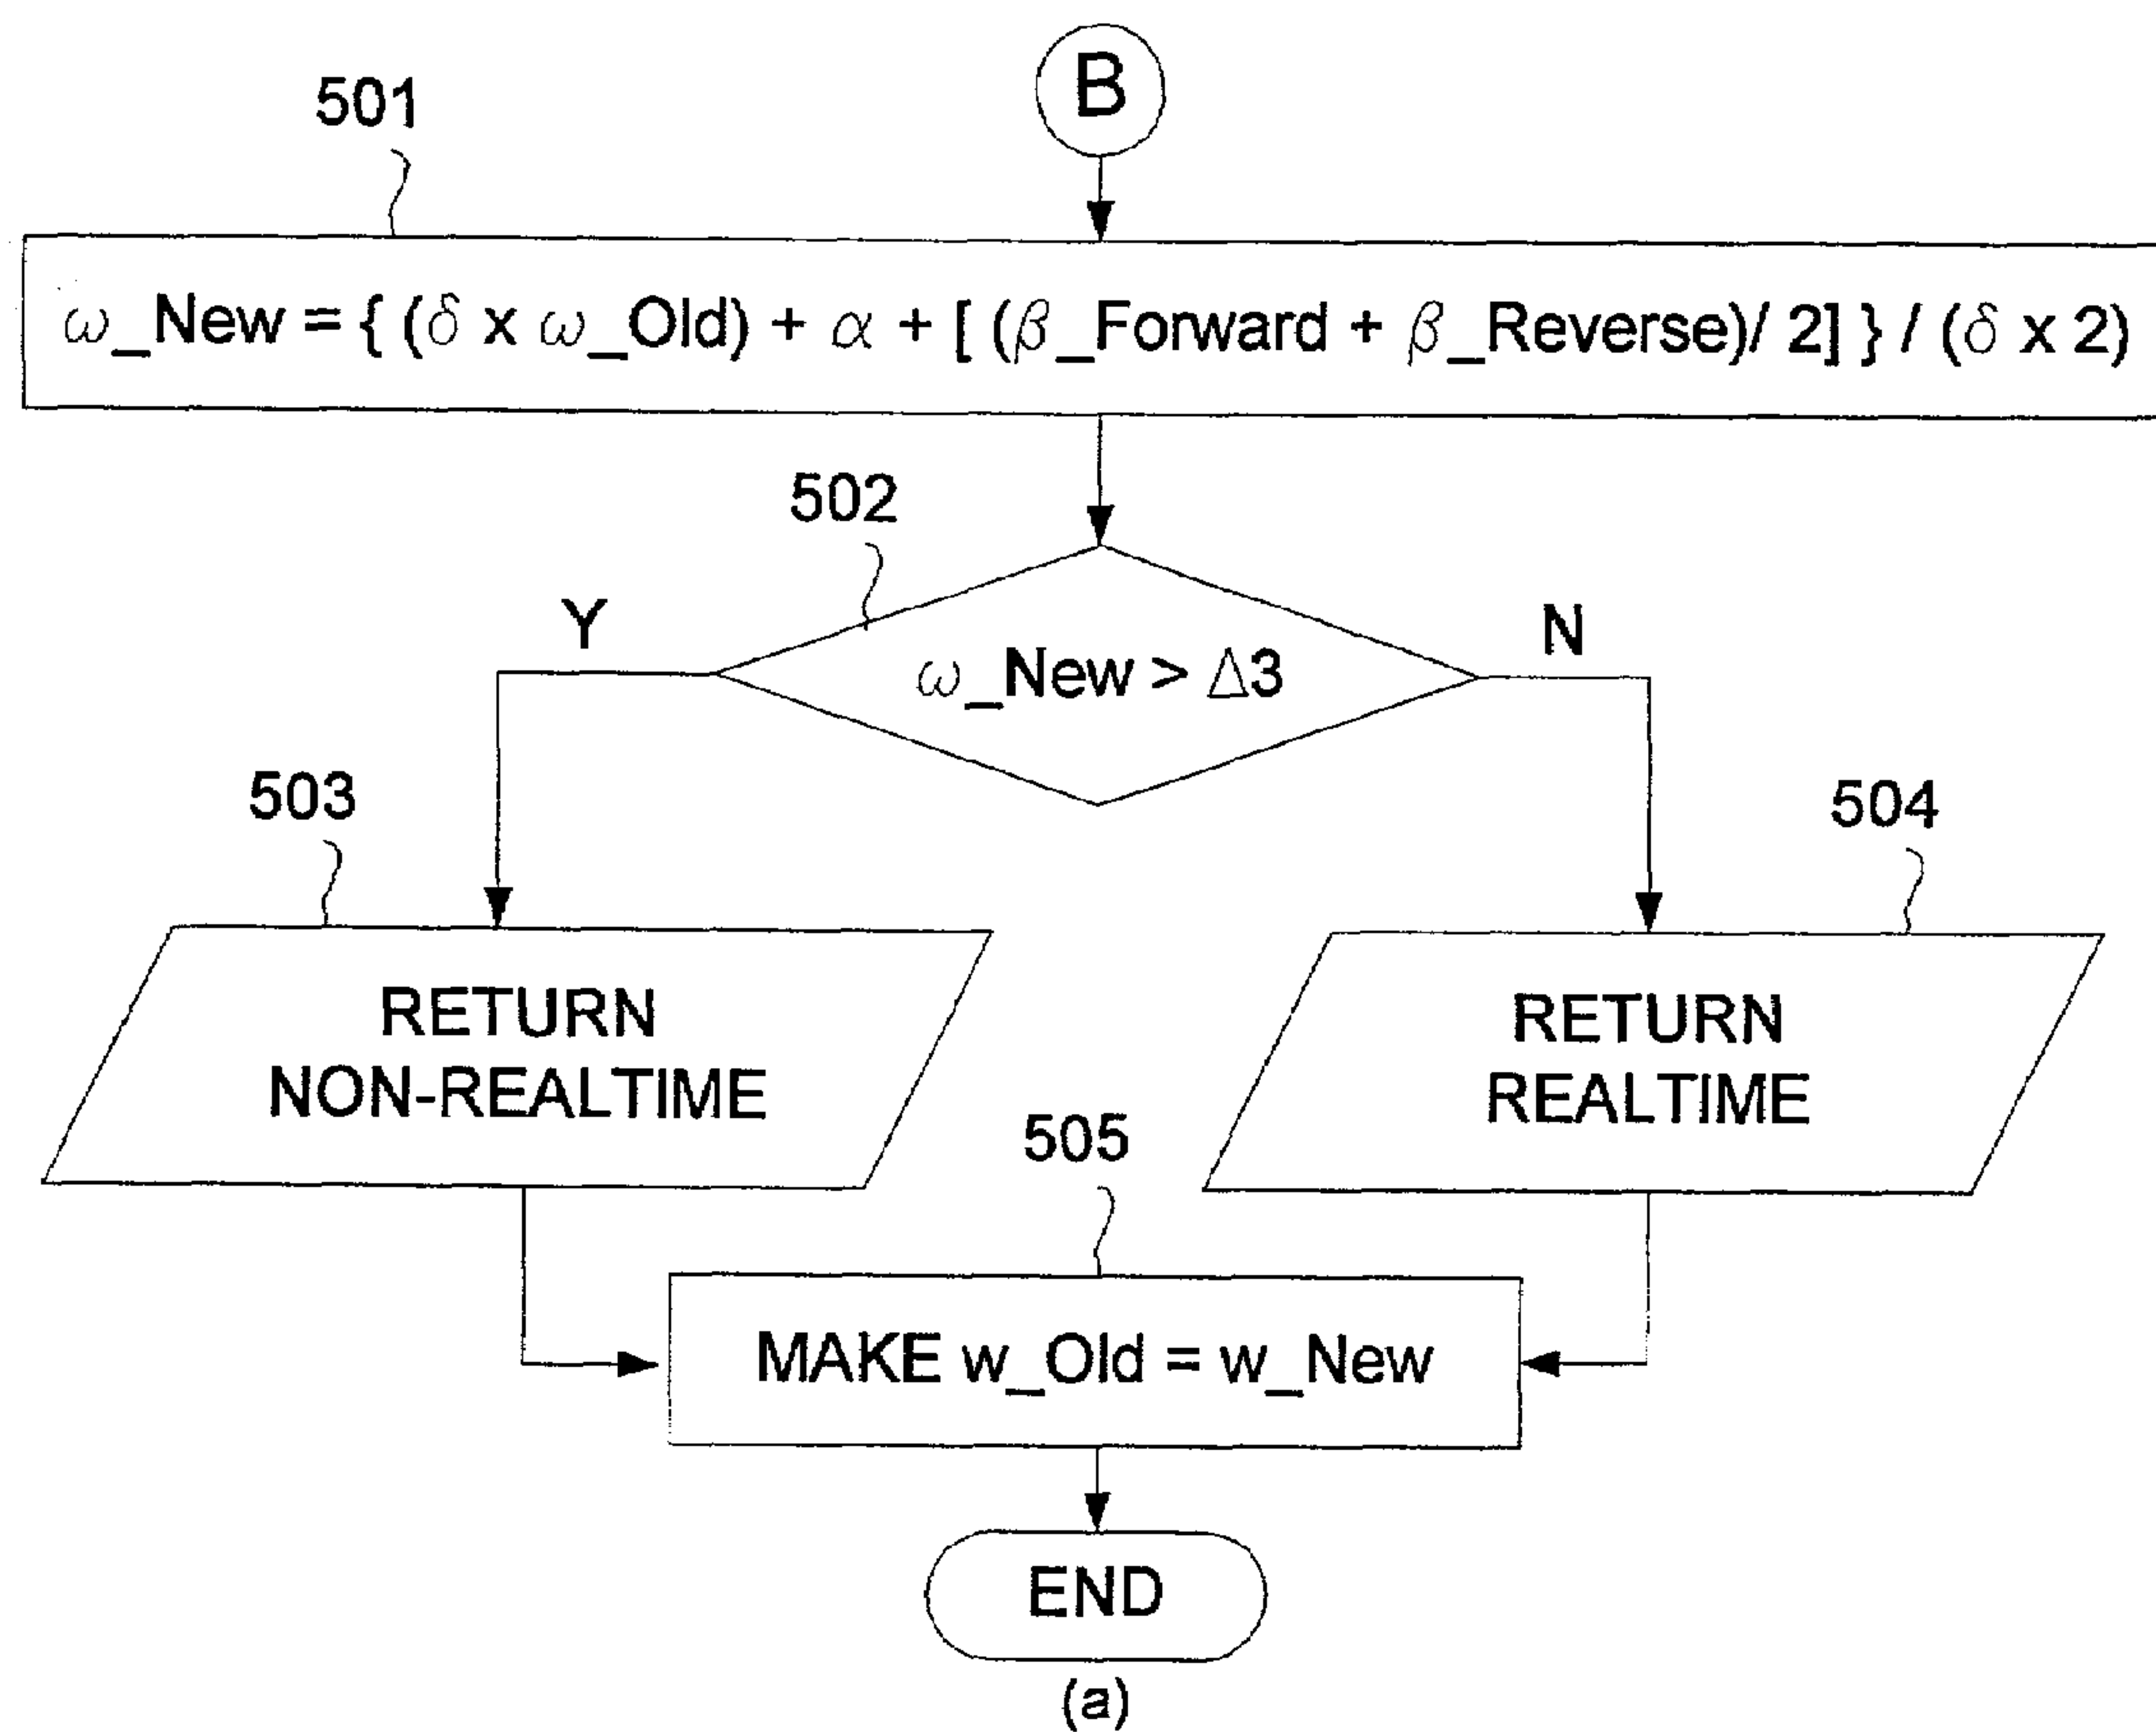 B
501
ω_New = { (δ x ω_Old) + α + [ (β_Forward + β_Reverse)/ 2] } / (δ x 2)
502
Y
N
ω_New > Δ3
503
504
RETURN
NON-REALTIME
RETURN
REALTIME
505
MAKE w_Old = w_New
END
(a)